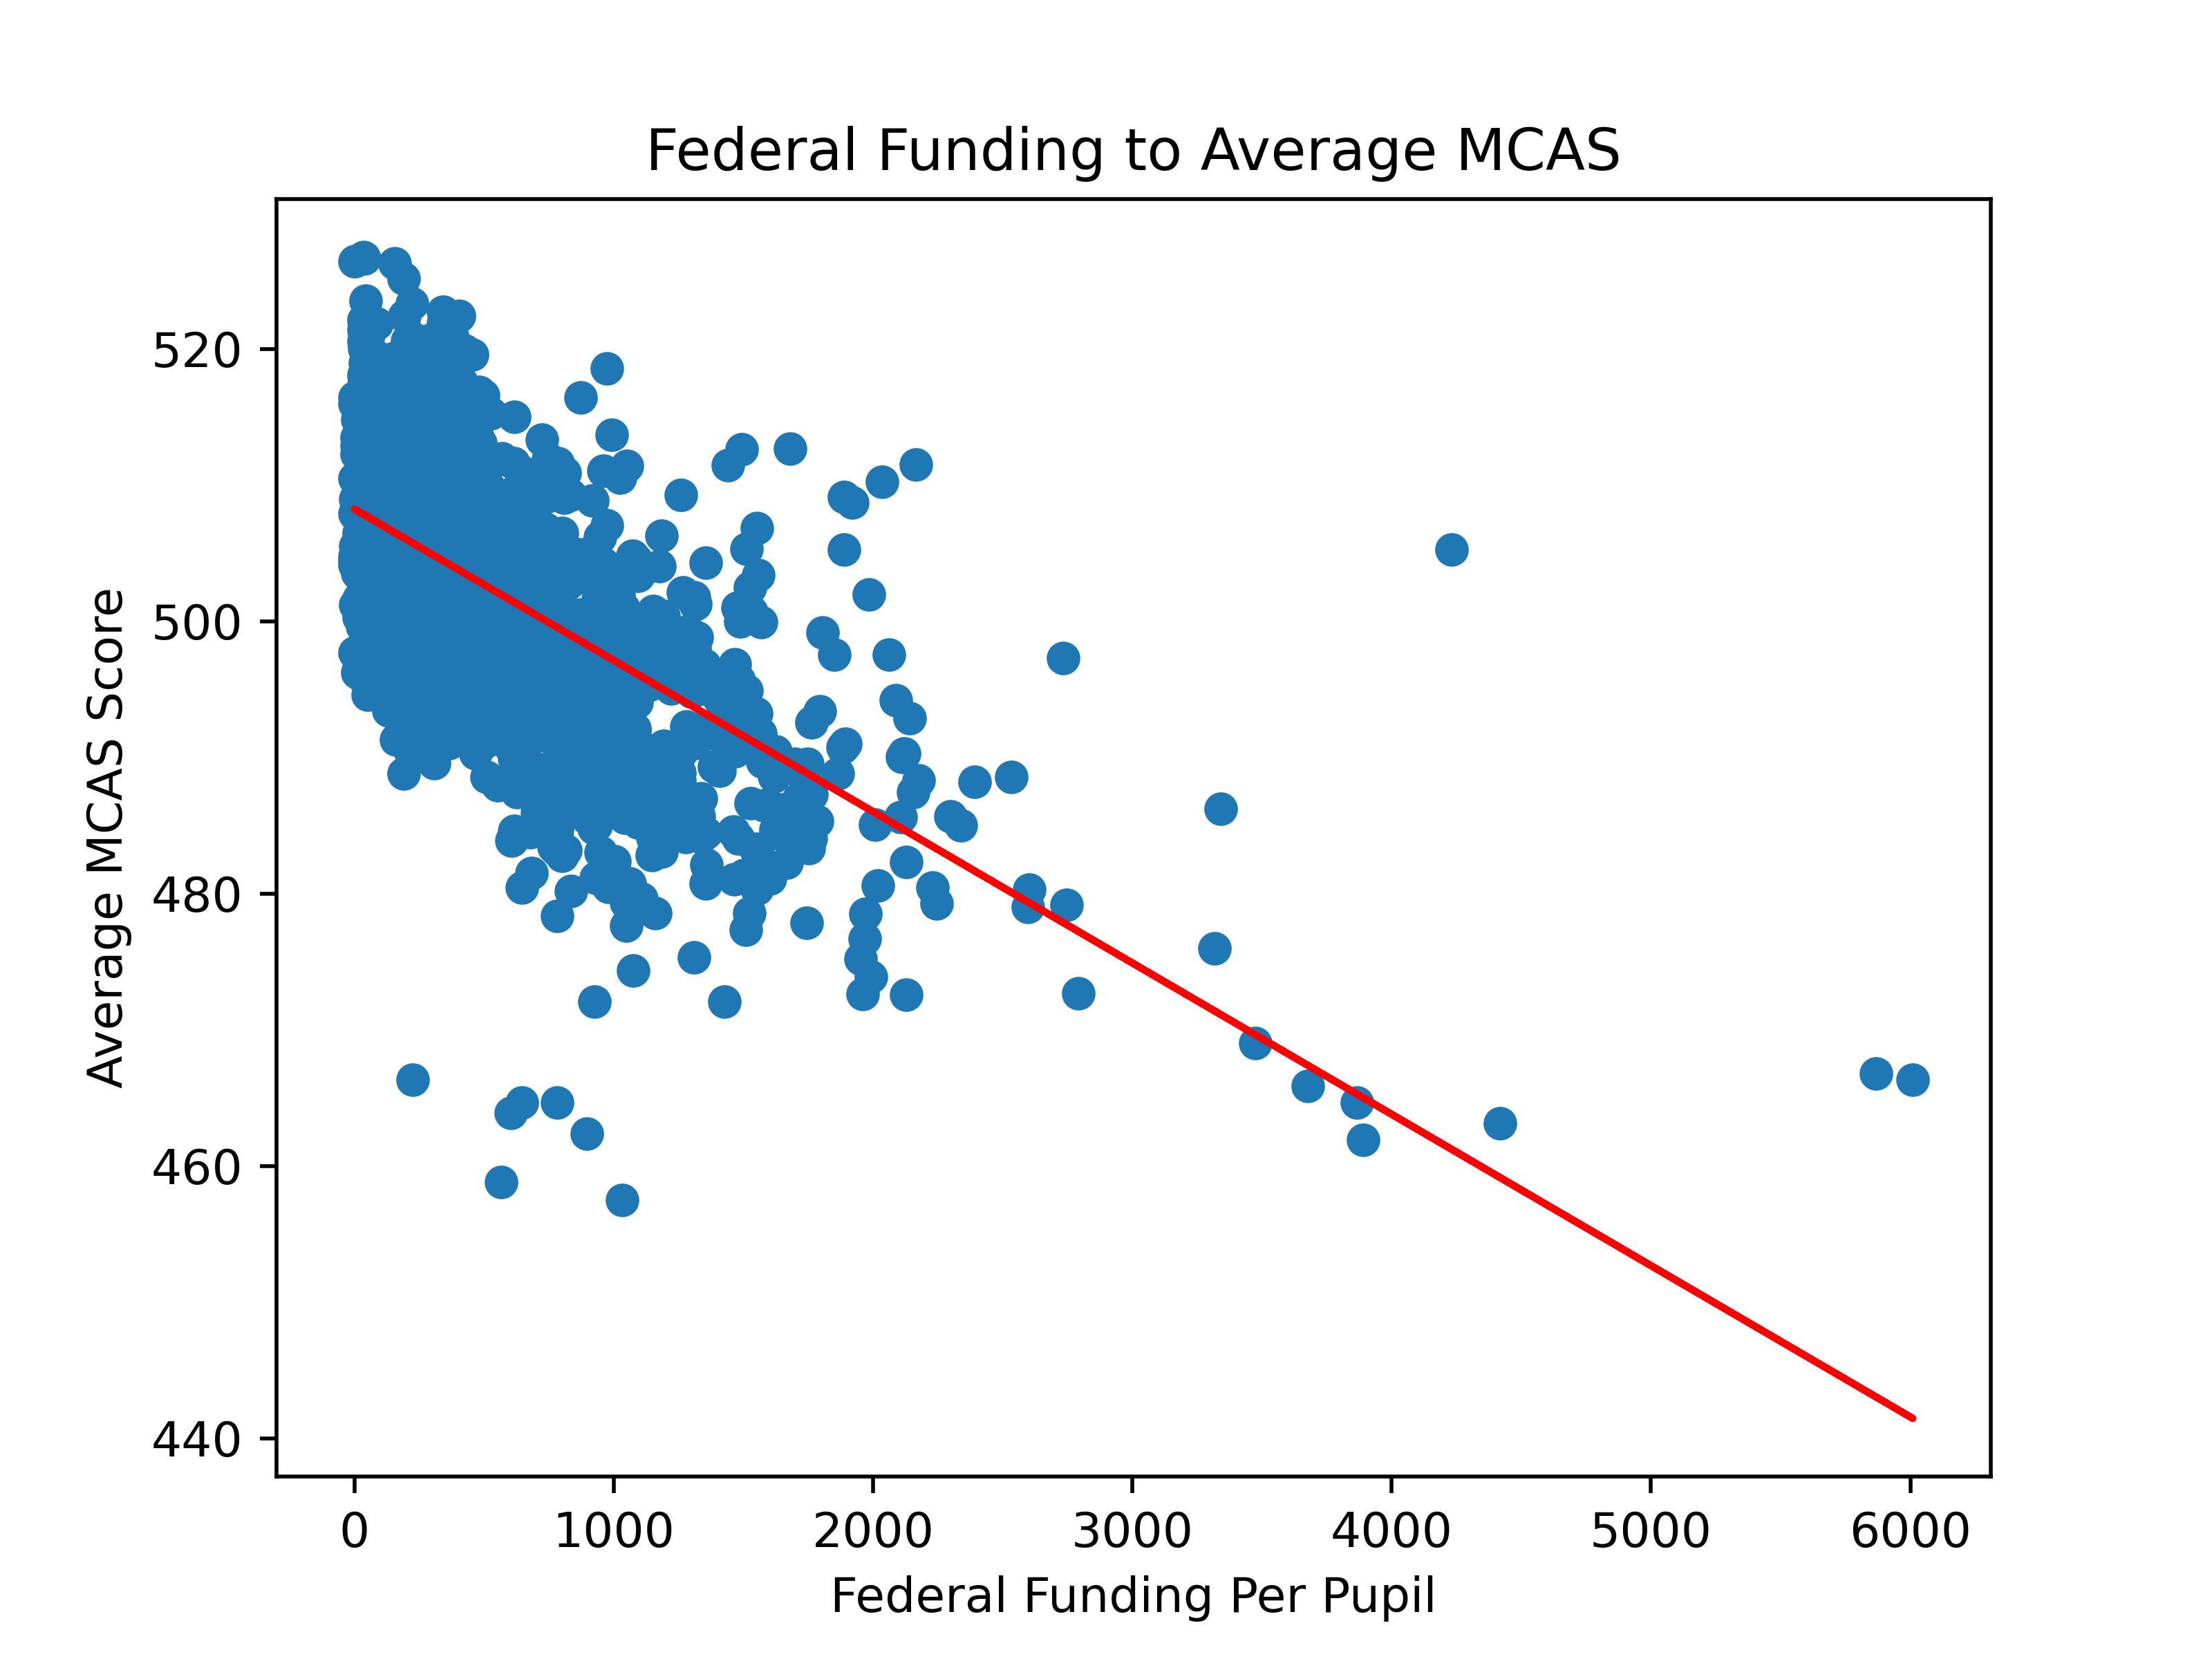 Federal Funding to Average MCAS
Average MCAS Score
520
500
480
460
440
0 1000 2000 3000 4000 5000 6000
Federal Funding Per Pupil